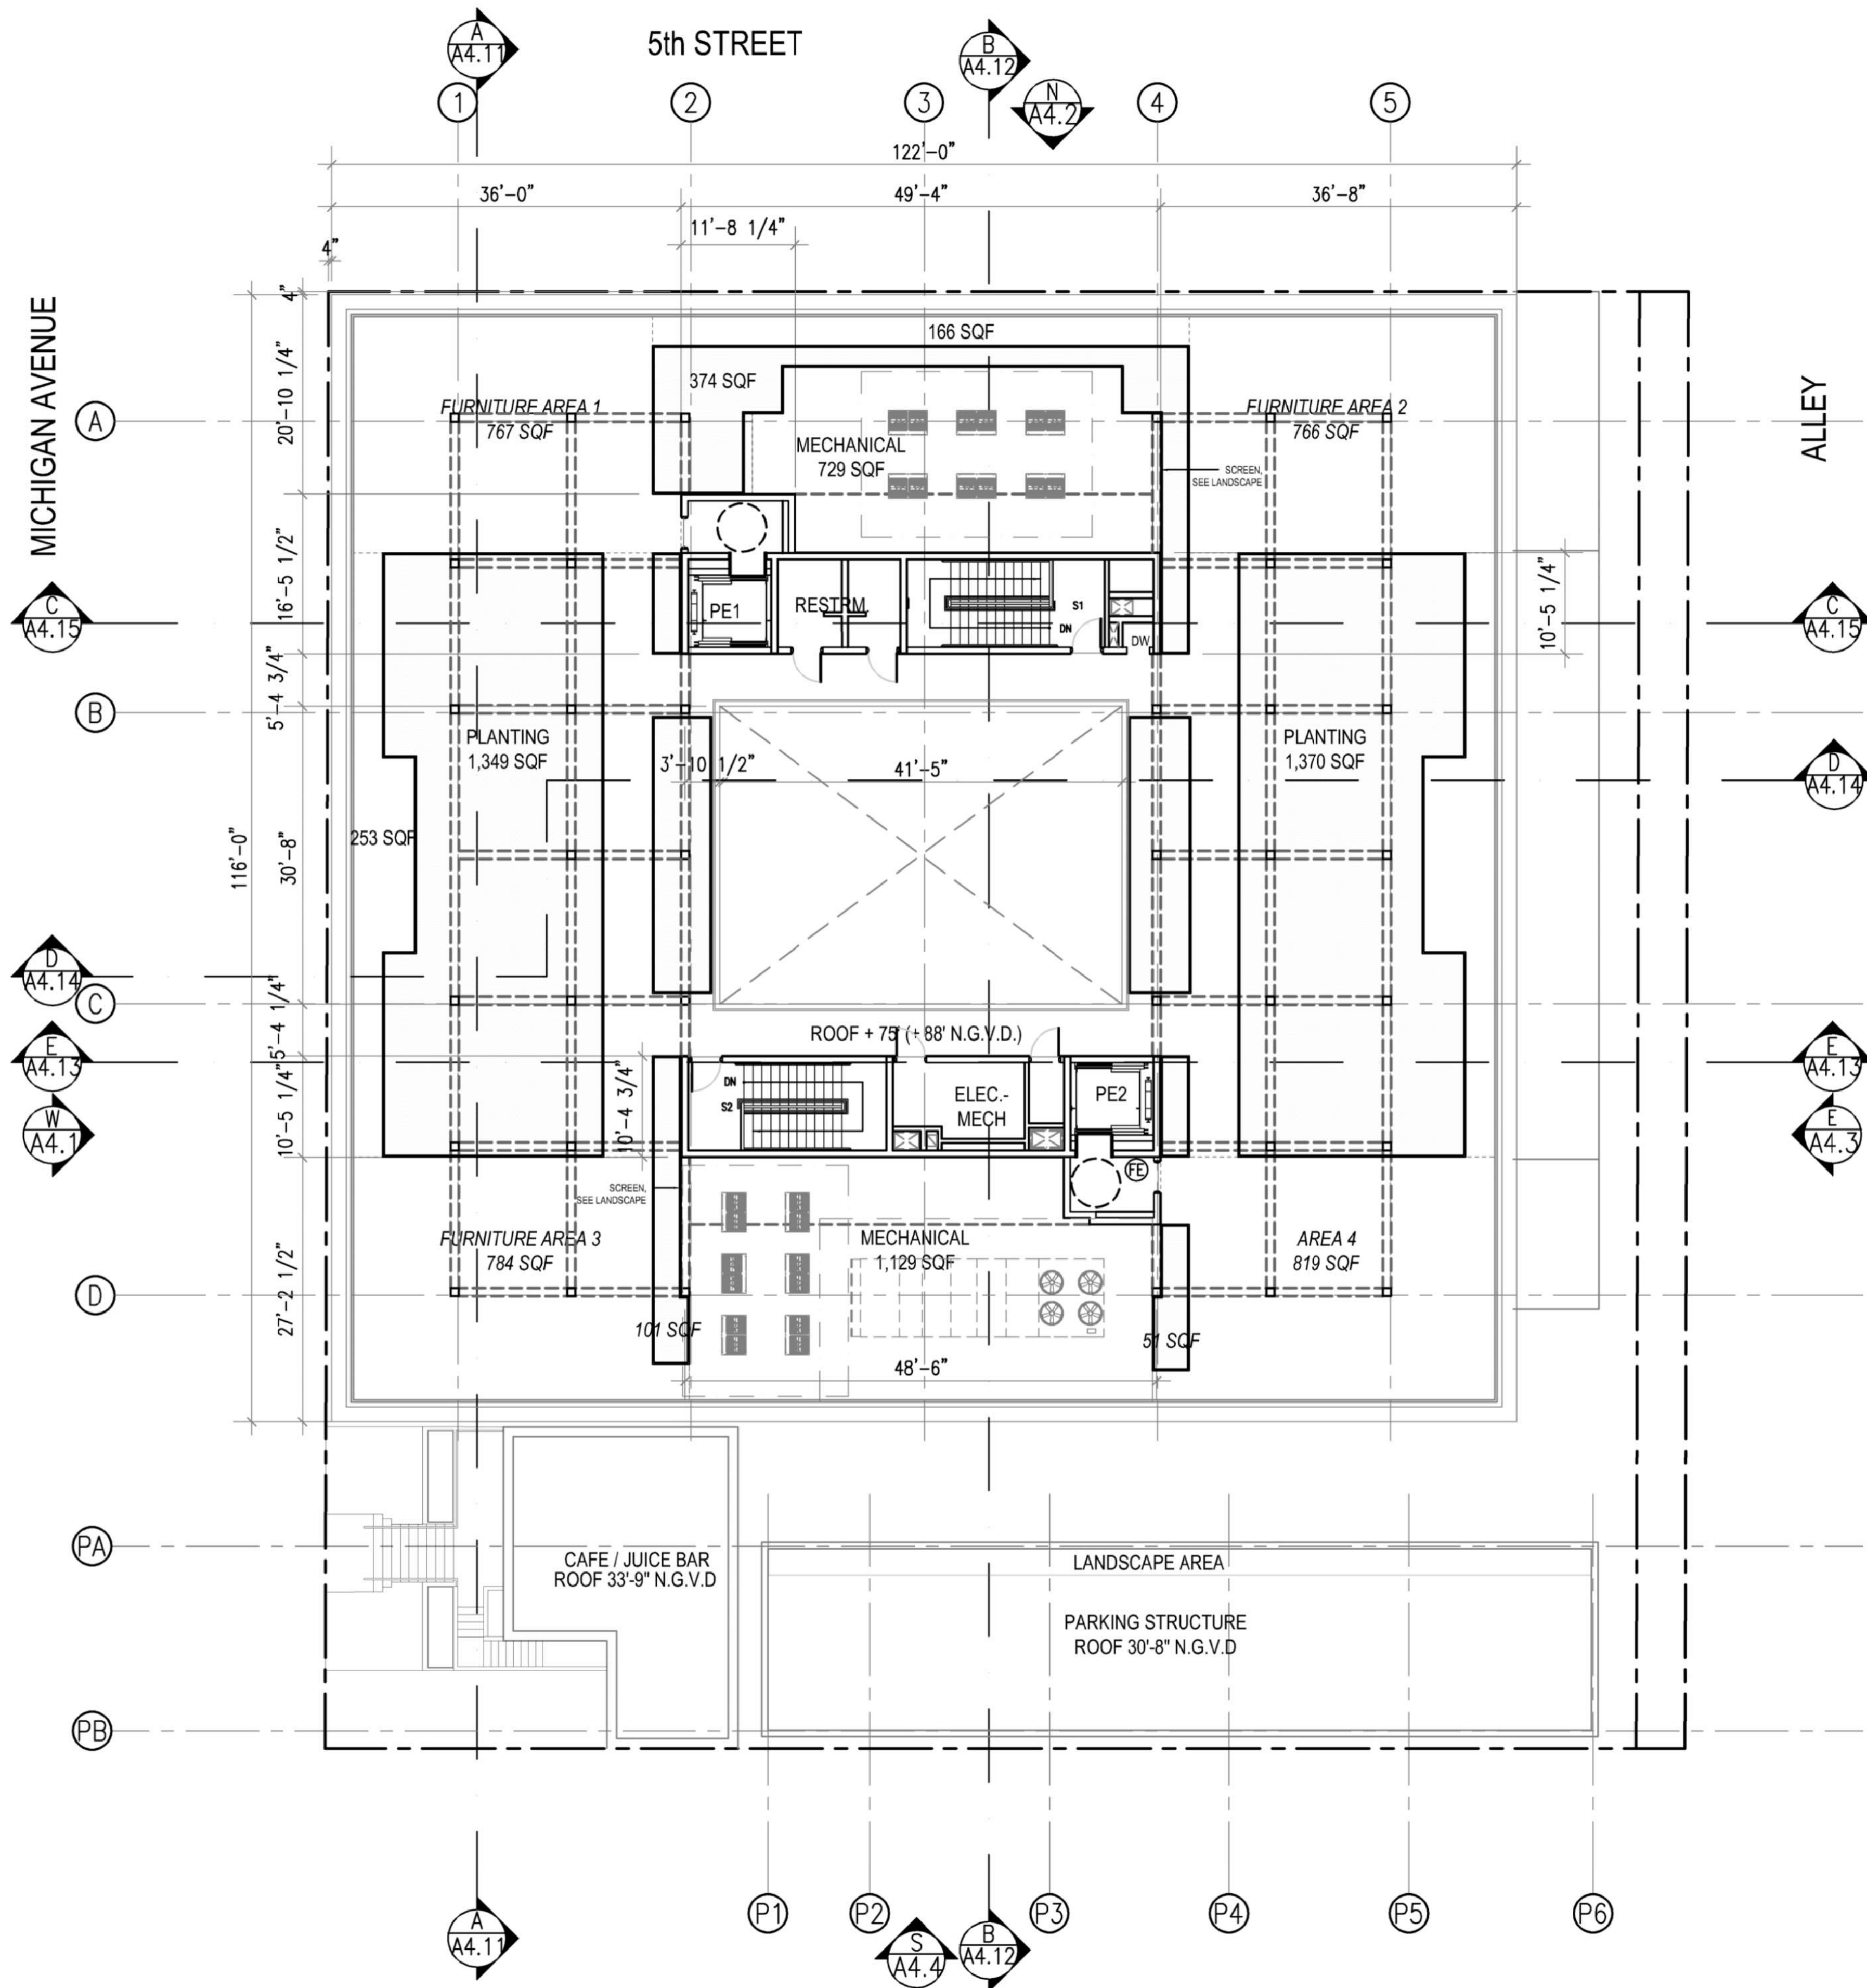 5th STREET
A
A4.11
B
A4.12
N
A4.2
1
2
3
4
5
122'-0"
36'-0"
49'-4"
36'-8"
11'-8 1/4"
4"
4"
MICHIGAN AVENUE
ALLEY
166 SQF
374 SQF
20'-10 1/4"
A
FURNITURE AREA 1
767 SQF
FURNITURE AREA 2
766 SQF
MECHANICAL
729 SQF
SCREEN,
SEE LANDSCAPE
16'-5 1/2"
10'-5 1/4"
C
A4.15
C
A4.15
PE1
RESTRM.
S1
DN
DW
5'-4 3/4"
B
PLANTING
1,349 SQF
PLANTING
1,370 SQF
3'-10 1/2"
41'-5"
D
A4.14
253 SQF
116'-0"
30'-8"
D
A4.14
C
5'-4 1/4"
ROOF + 75' (+ 88' N.G.V.D.)
E
A4.13
E
A4.13
10'-5 1/4"
10'-4 3/4"
DN
S2
ELEC.-
MECH
PE2
W
A4.1
E
A4.3
FE
SCREEN,
SEE LANDSCAPE
FURNITURE AREA 3
784 SQF
MECHANICAL
1,129 SQF
AREA 4
819 SQF
27'-2 1/2"
D
101 SQF
51 SQF
48'-6"
PA
CAFE / JUICE BAR
ROOF 33'-9" N.G.V.D
LANDSCAPE AREA
PARKING STRUCTURE
ROOF 30'-8" N.G.V.D
PB
P1
P2
P3
P4
P5
P6
A
A4.11
S
A4.4
B
A4.12